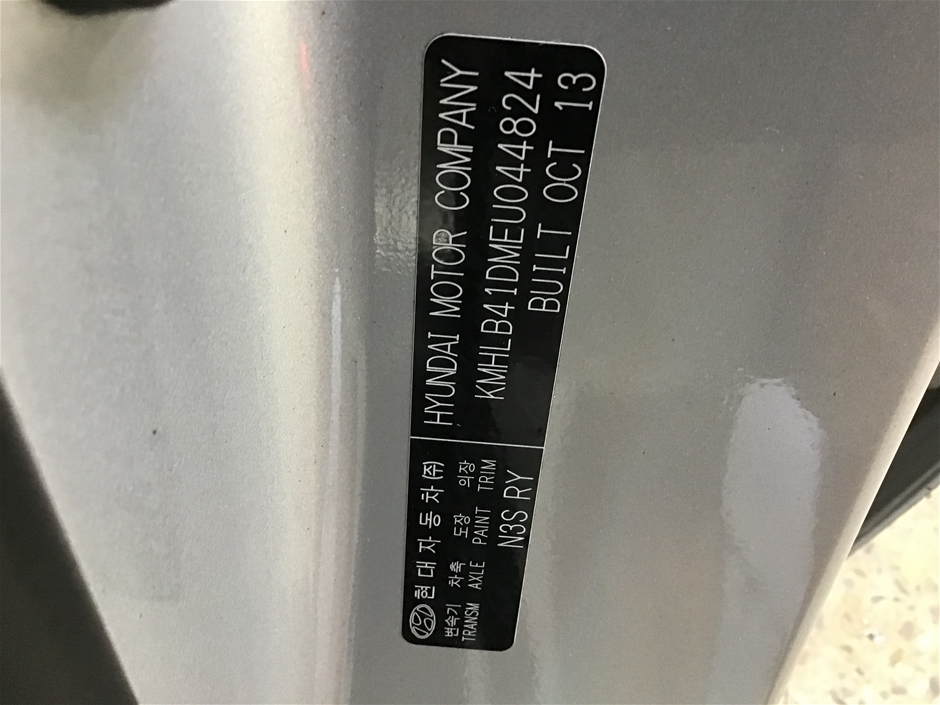 현대자동차(주)
변속기 차축 도장 의장
TRANSM AXLE PAINT TRIM
N3S RY
HYUNDAI MOTOR COMPANY
KMHLB41DMEU044824
BUILT OCT 13